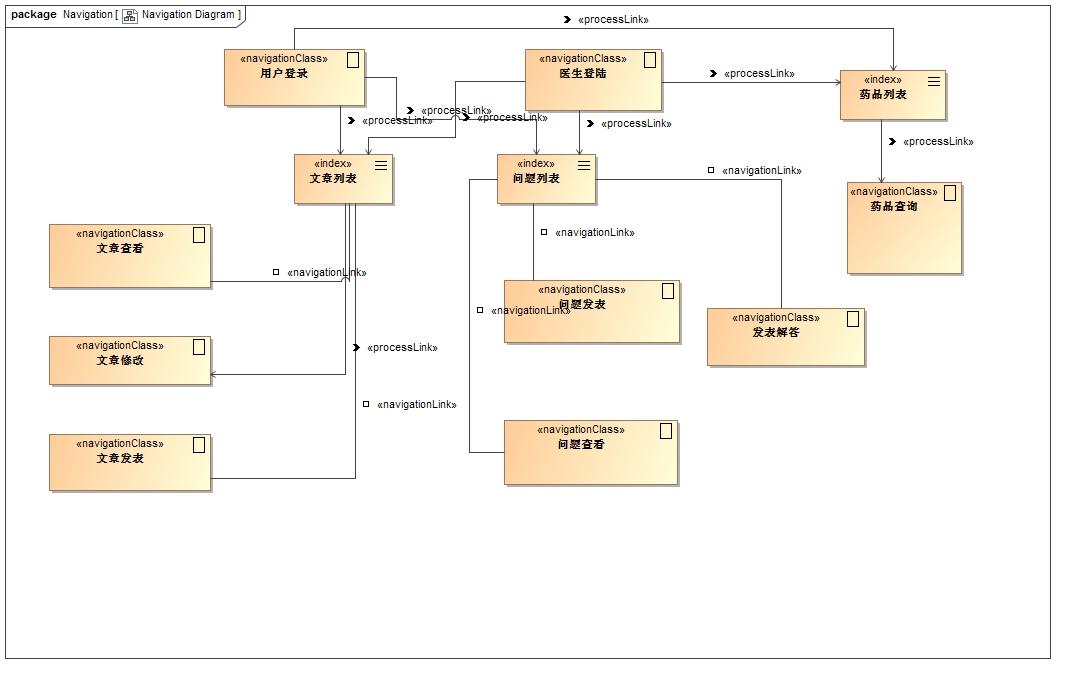 package Navigation [ Navigation Diagram ]
«processLink»
«navigationClass»
用户登录
«navigationClass»
医生登陆
«processLink»
«index»
药品列表
«processLink»
«processLink»
«processLink»
«processLink»
«processLink»
«index»
文章列表
«index»
问题列表
«navigationLink»
«navigationClass»
药品查询
«navigationClass»
文章查看
«navigationLink»
«navigationLink»
«navigationClass»
问题发表
«navigationLink»
«navigationClass»
发表解答
«navigationClass»
文章修改
«processLink»
«navigationLink»
«navigationClass»
文章发表
«navigationClass»
问题查看